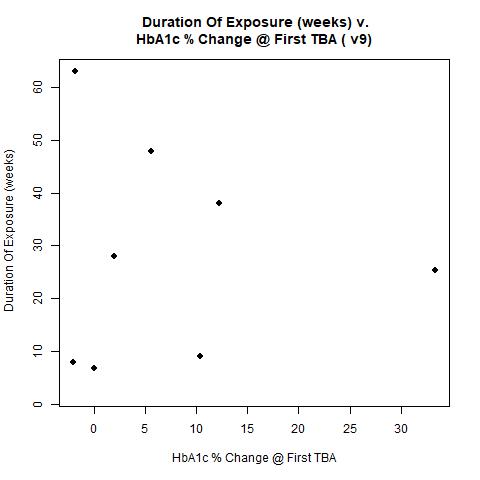 Duration Of Exposure (weeks) v.
HbA1c % Change @ First TBA ( v9)
Duration Of Exposure (weeks)
60
50
40
30
20
10
0
0 5 10 15 20 25 30
HbA1c % Change @ First TBA